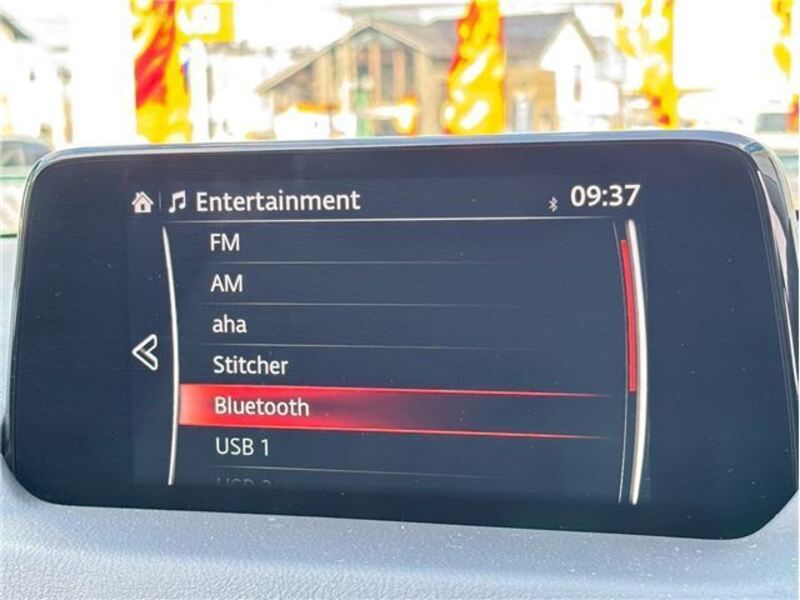 Entertainment 09:37
FM
AM
aha
Stitcher
Bluetooth
USB 1